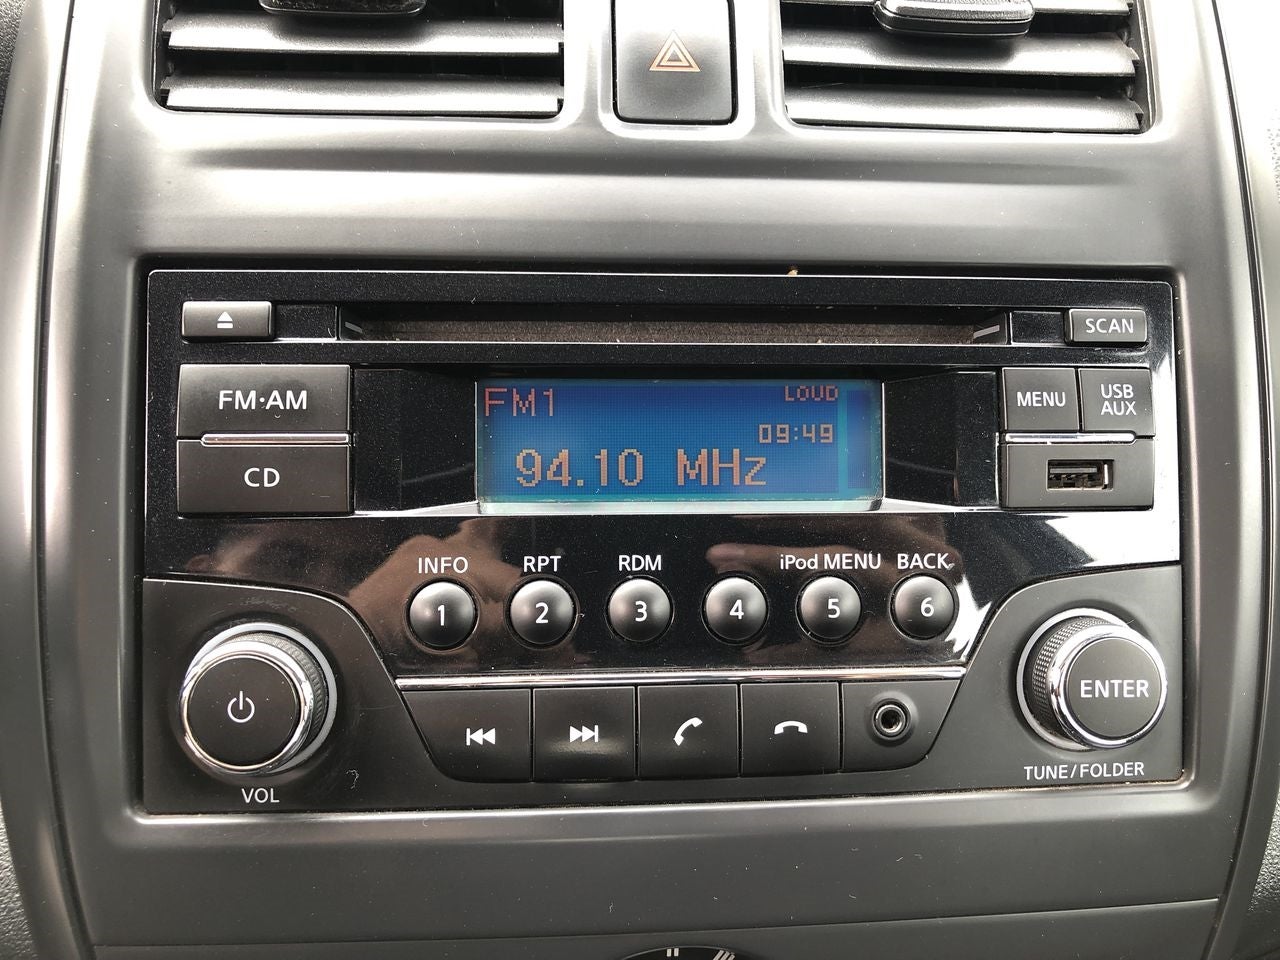 SCAN
FM·AM
CD
FM1
LOUD
09:49
94.10 MHz
MENU
USB
AUX
INFO
RPT
RDM
iPod MENU
BACK
1
2
3
4
5
6
ENTER
VOL
TUNE/FOLDER